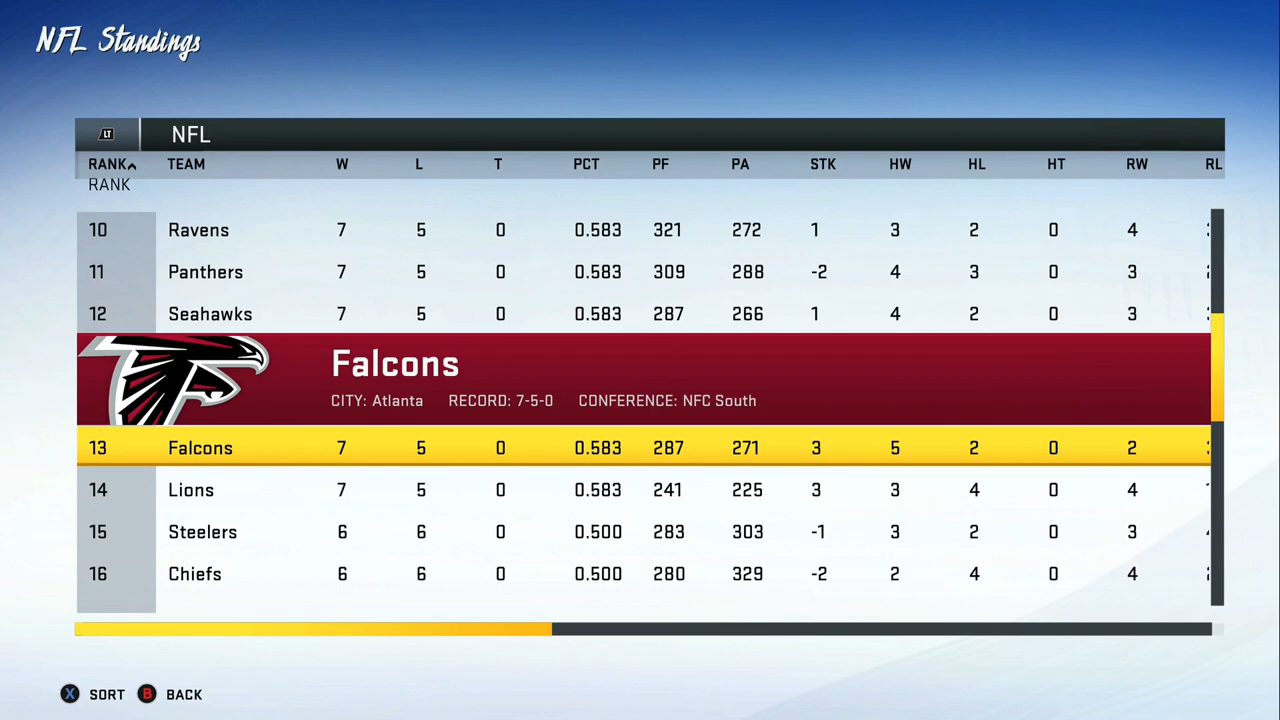 NFL Standings
LT NFL
RANK TEAM W L T PCT PF PA STK HW HL HT RW RL
RANK
10 Ravens 7 5 0 0.583 321 272 1 3 2 0 4
11 Panthers 7 5 0 0.583 309 288 -2 4 3 0 3
12 Seahawks 7 5 0 0.583 287 266 1 4 2 0 3
Falcons
CITY: Atlanta RECORD: 7-5-0 CONFERENCE: NFC South
13 Falcons 7 5 0 0.583 287 271 3 5 2 0 2
14 Lions 7 5 0 0.583 241 225 3 3 4 0 4
15 Steelers 6 6 0 0.500 283 303 -1 3 2 0 3
16 Chiefs 6 6 0 0.500 280 329 -2 2 4 0 4
X SORT B BACK